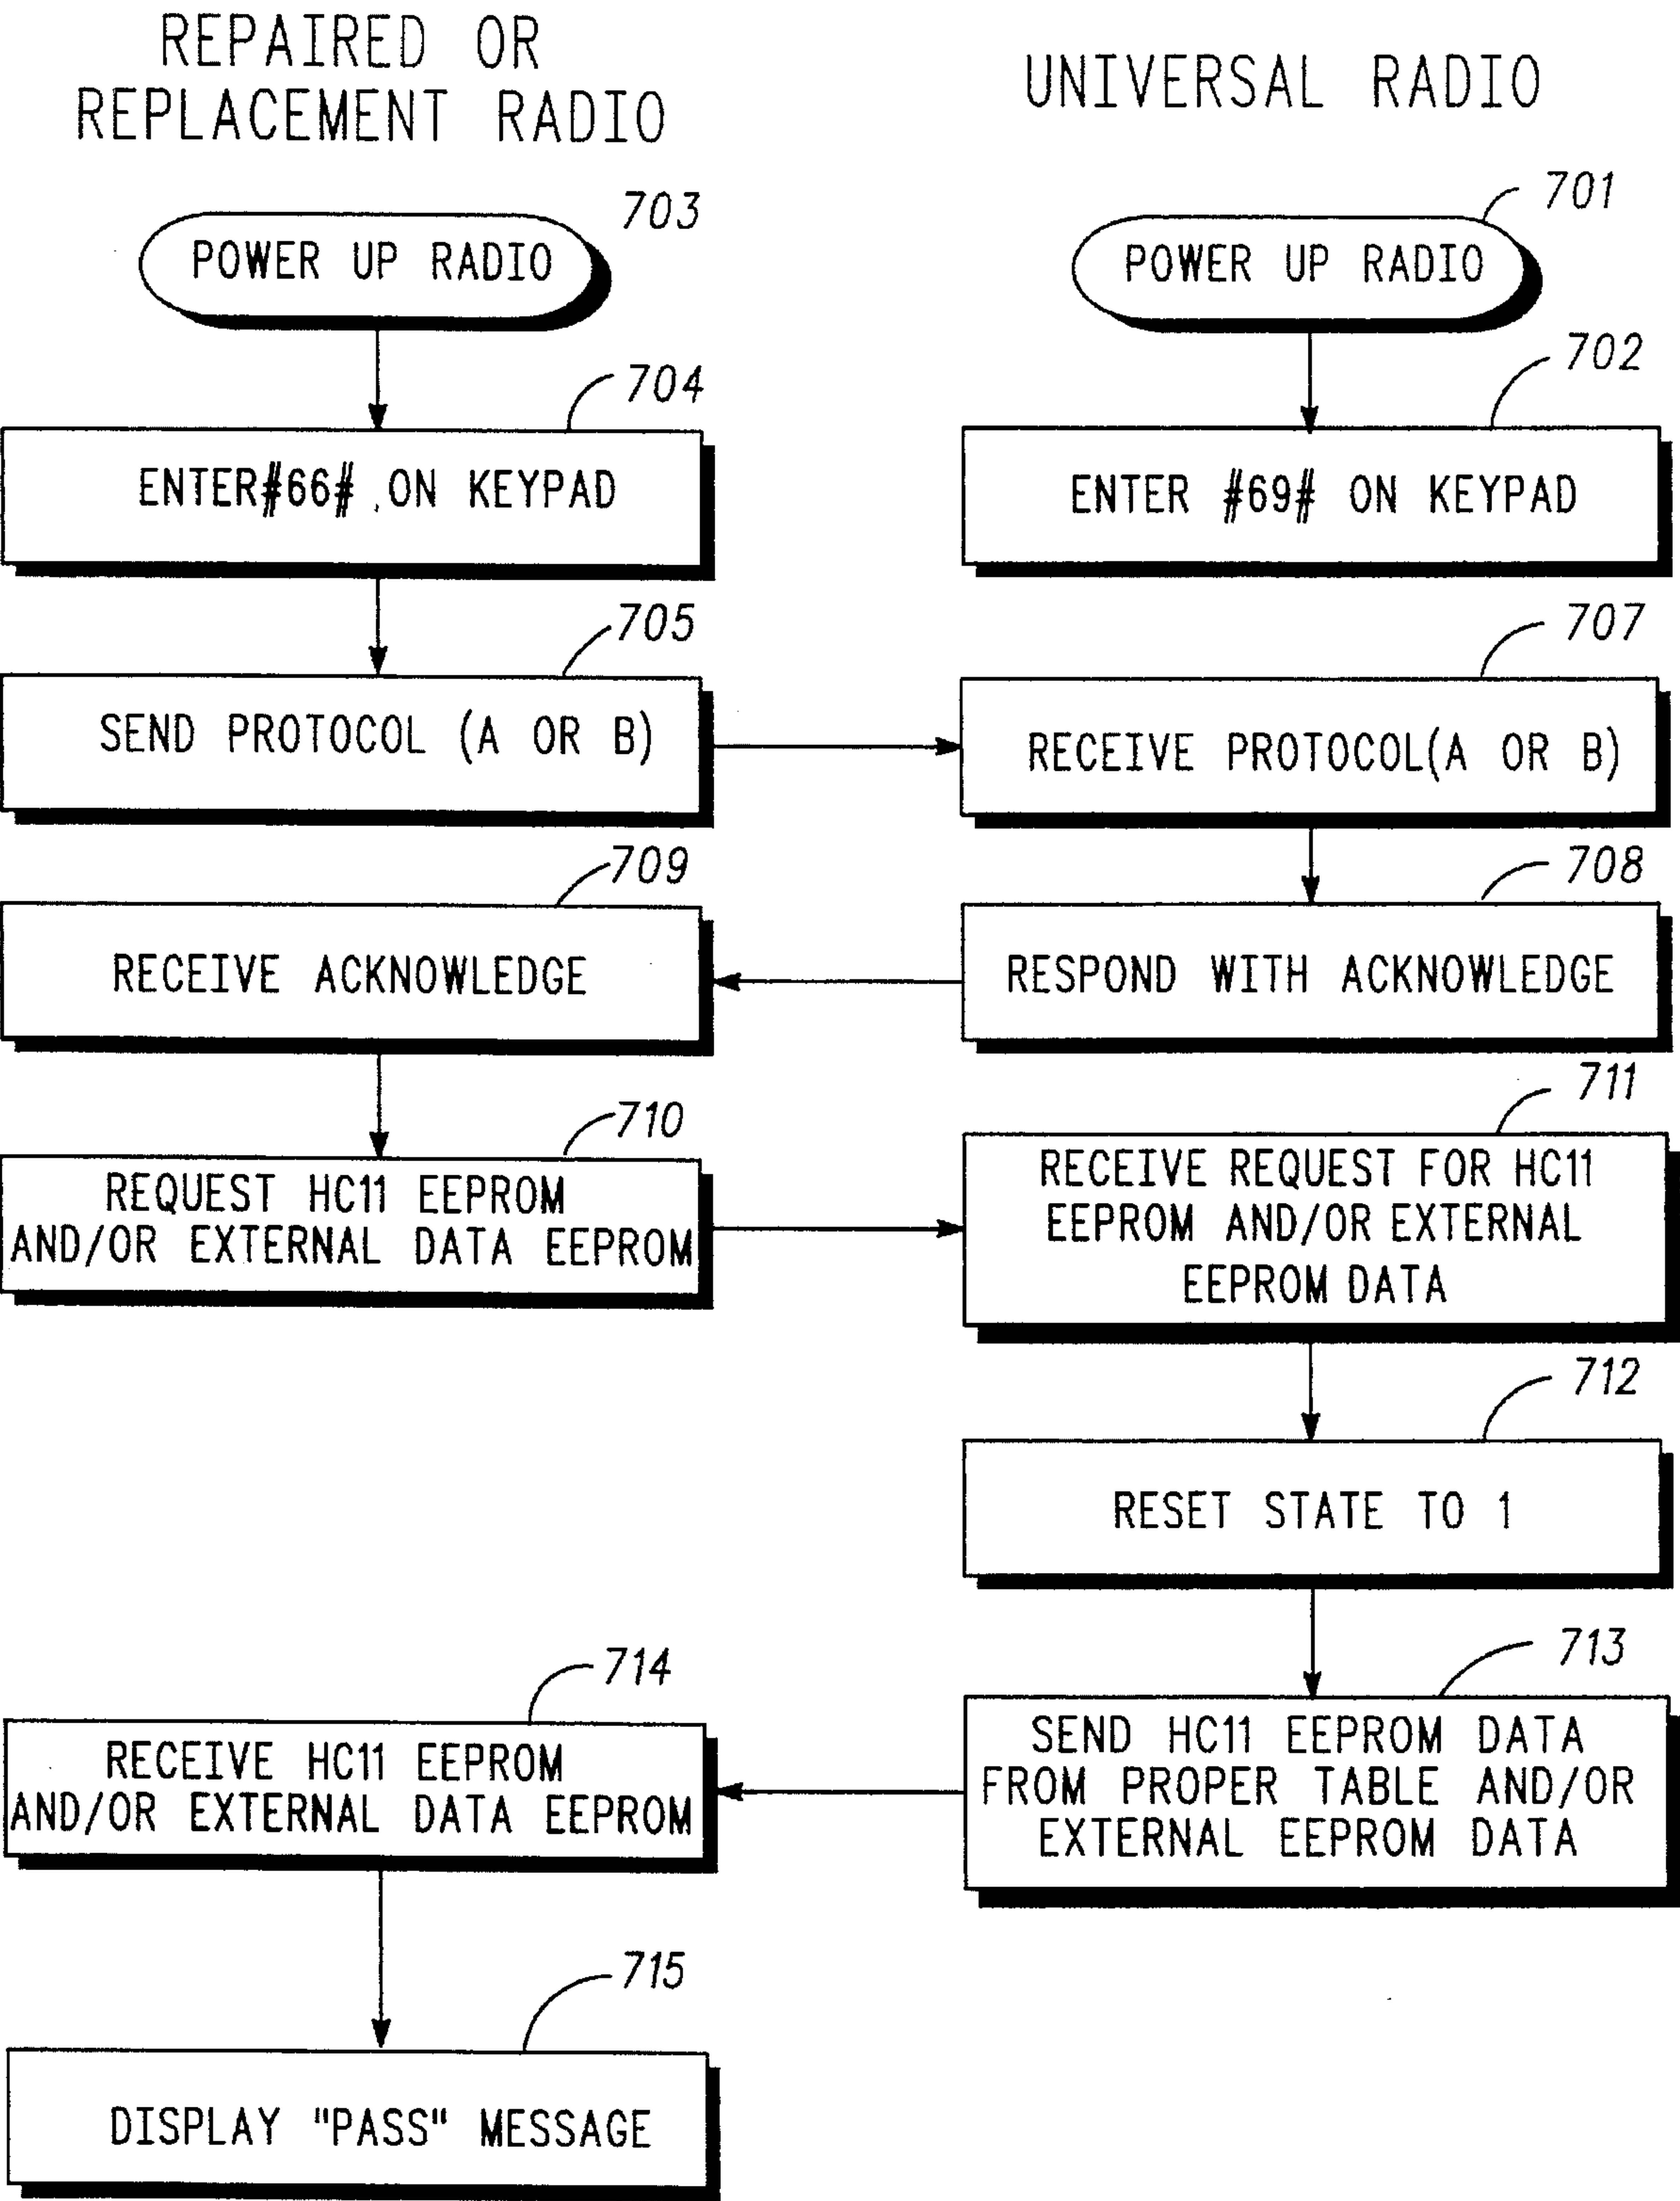 REPAIRED OR
REPLACEMENT RADIO
UNIVERSAL RADIO
703
POWER UP RADIO
701
POWER UP RADIO
704
ENTER#66# ON KEYPAD
702
ENTER #69# ON KEYPAD
705
SEND PROTOCOL (A OR B)
707
RECEIVE PROTOCOL(A OR B)
709
RECEIVE ACKNOWLEDGE
708
RESPOND WITH ACKNOWLEDGE
710
REQUEST HC11 EEPROM
AND/OR EXTERNAL DATA EEPROM
711
RECEIVE REQUEST FOR HC11
EEPROM AND/OR EXTERNAL
EEPROM DATA
712
RESET STATE TO 1
714
RECEIVE HC11 EEPROM
AND/OR EXTERNAL DATA EEPROM
713
SEND HC11 EEPROM DATA
FROM PROPER TABLE AND/OR
EXTERNAL EEPROM DATA
715
DISPLAY "PASS" MESSAGE